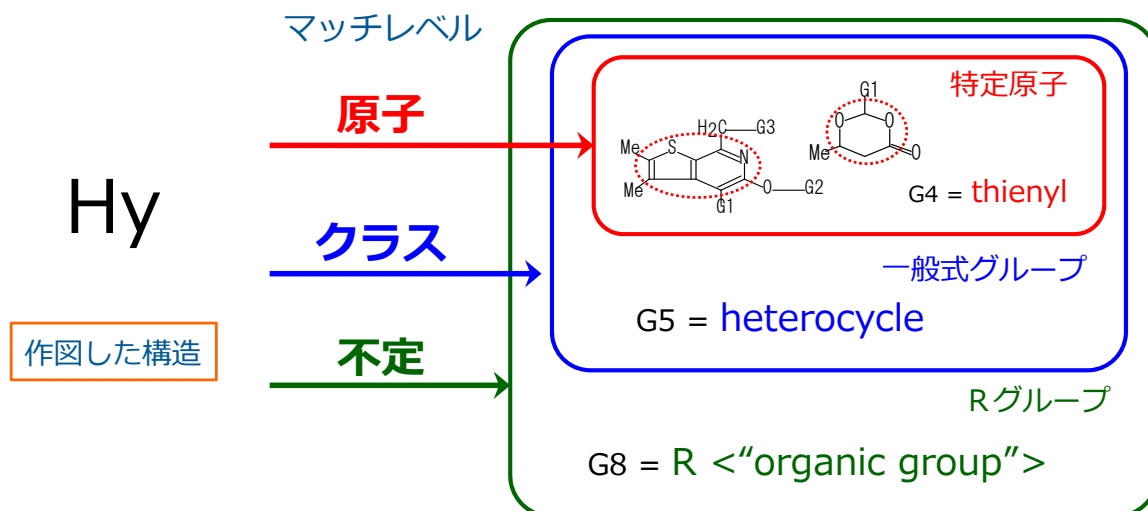 マッチレベル
原子
特定原子
G1
O
O
Me
O
H2C—G3
Me
S
N
Me
O—G2
G1
G4 = thienyl
Hy
クラス
一般式グループ
G5 = heterocycle
作図した構造
不定
Rグループ
G8 = R <“organic group”>